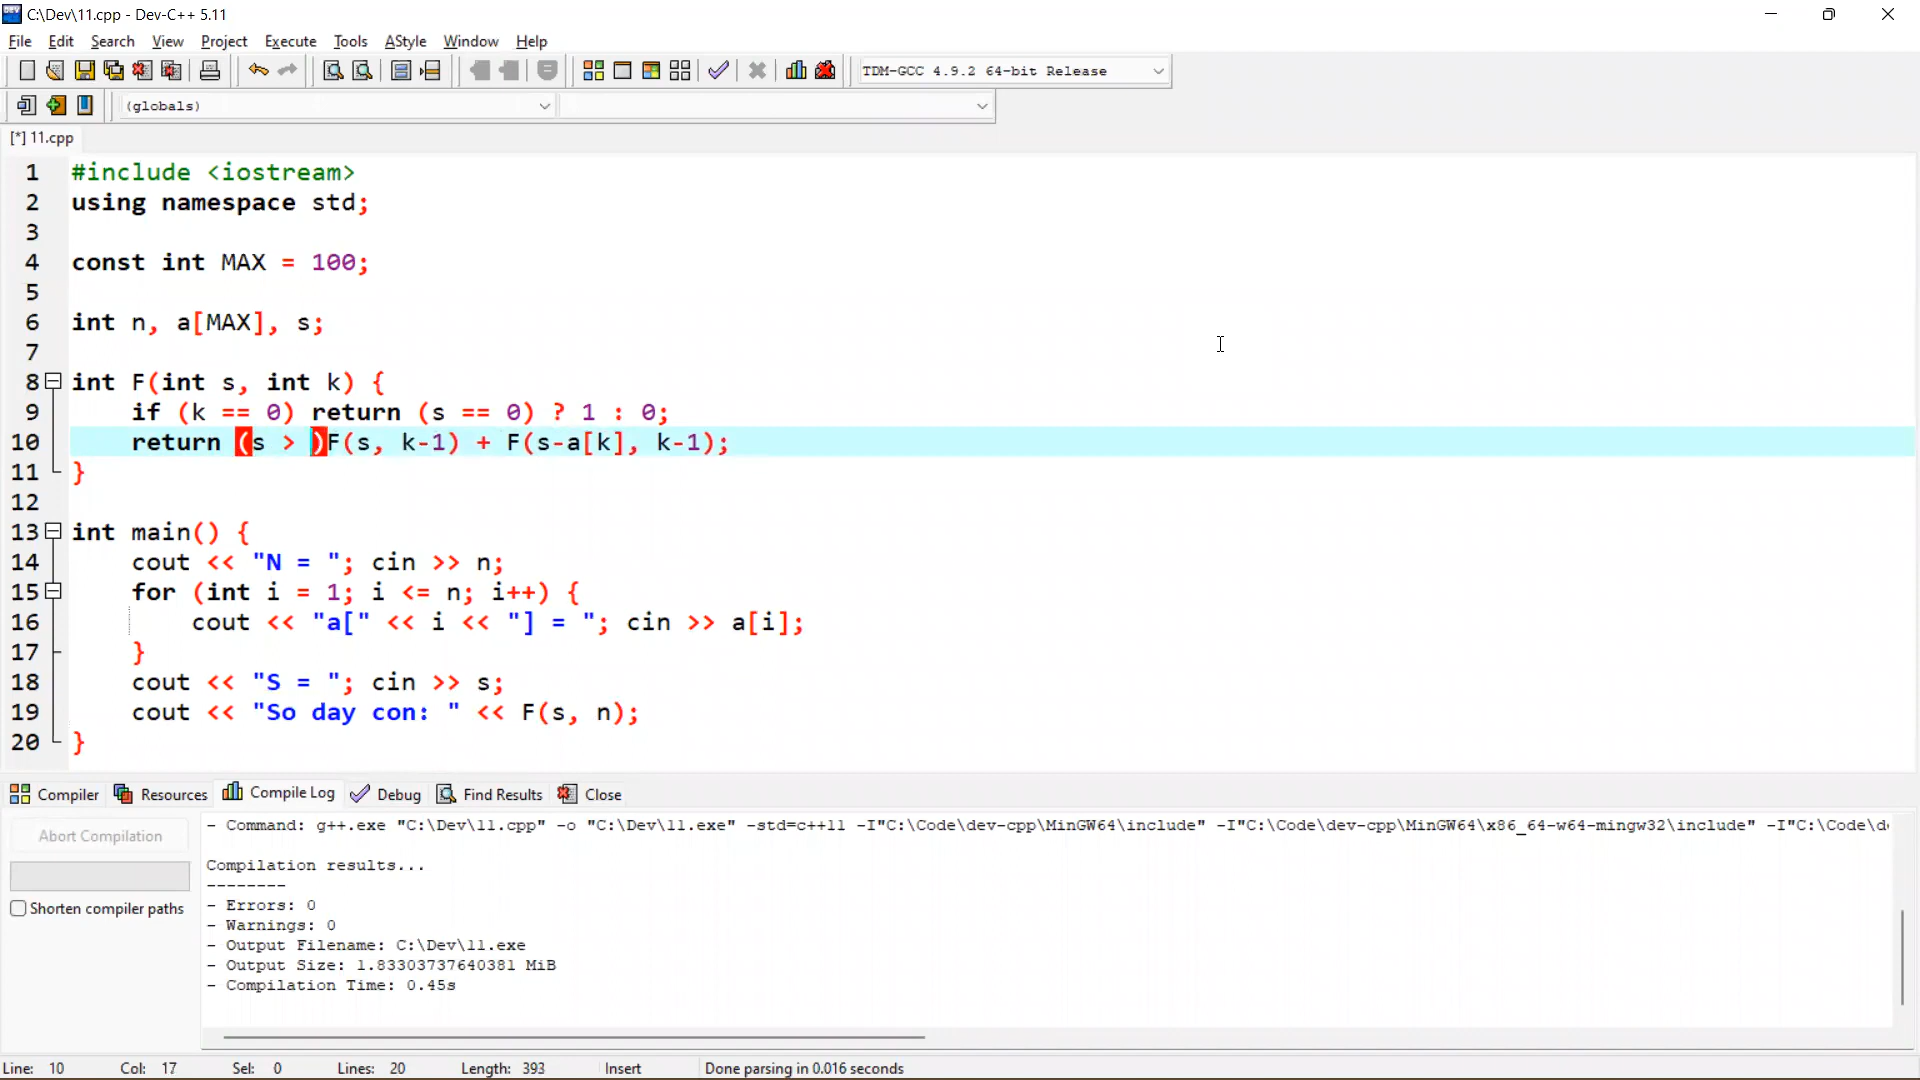 C:\Dev\11.cpp - Dev-C++ 5.11
File Edit Search View Project Execute Tools AStyle Window Help
TDM-GCC 4.9.2 64-bit Release
(globals)
[*] 11.cpp
1 #include <iostream>
2 using namespace std;
3
4 const int MAX = 100;
5
6 int n, a[MAX], s;
7
8 int F(int s, int k) {
9 if (k == 0) return (s == 0) ? 1 : 0;
10 return (s > )F(s, k-1) + F(s-a[k], k-1);
11 }
12
13 int main() {
14 cout << "N = "; cin >> n;
15 for (int i = 1; i <= n; i++) {
16 cout << "a[" << i << "] = "; cin >> a[i];
17 }
18 cout << "S = "; cin >> s;
19 cout << "So day con: " << F(s, n);
20 }
Compiler Resources Compile Log Debug Find Results Close
Abort Compilation
Shorten compiler paths
- Command: g++.exe "C:\Dev\11.cpp" -o "C:\Dev\11.exe" -std=c++11 -I"C:\Code\dev-cpp\MinGW64\include" -I"C:\Code\dev-cpp\MinGW64\x86_64-w64-mingw32\include" -I"C:\Code\d
Compilation results...
--------
- Errors: 0
- Warnings: 0
- Output Filename: C:\Dev\11.exe
- Output Size: 1.83303737640381 MiB
- Compilation Time: 0.45s
Line: 10 Col: 17 Sel: 0 Lines: 20 Length: 393 Insert Done parsing in 0.016 seconds